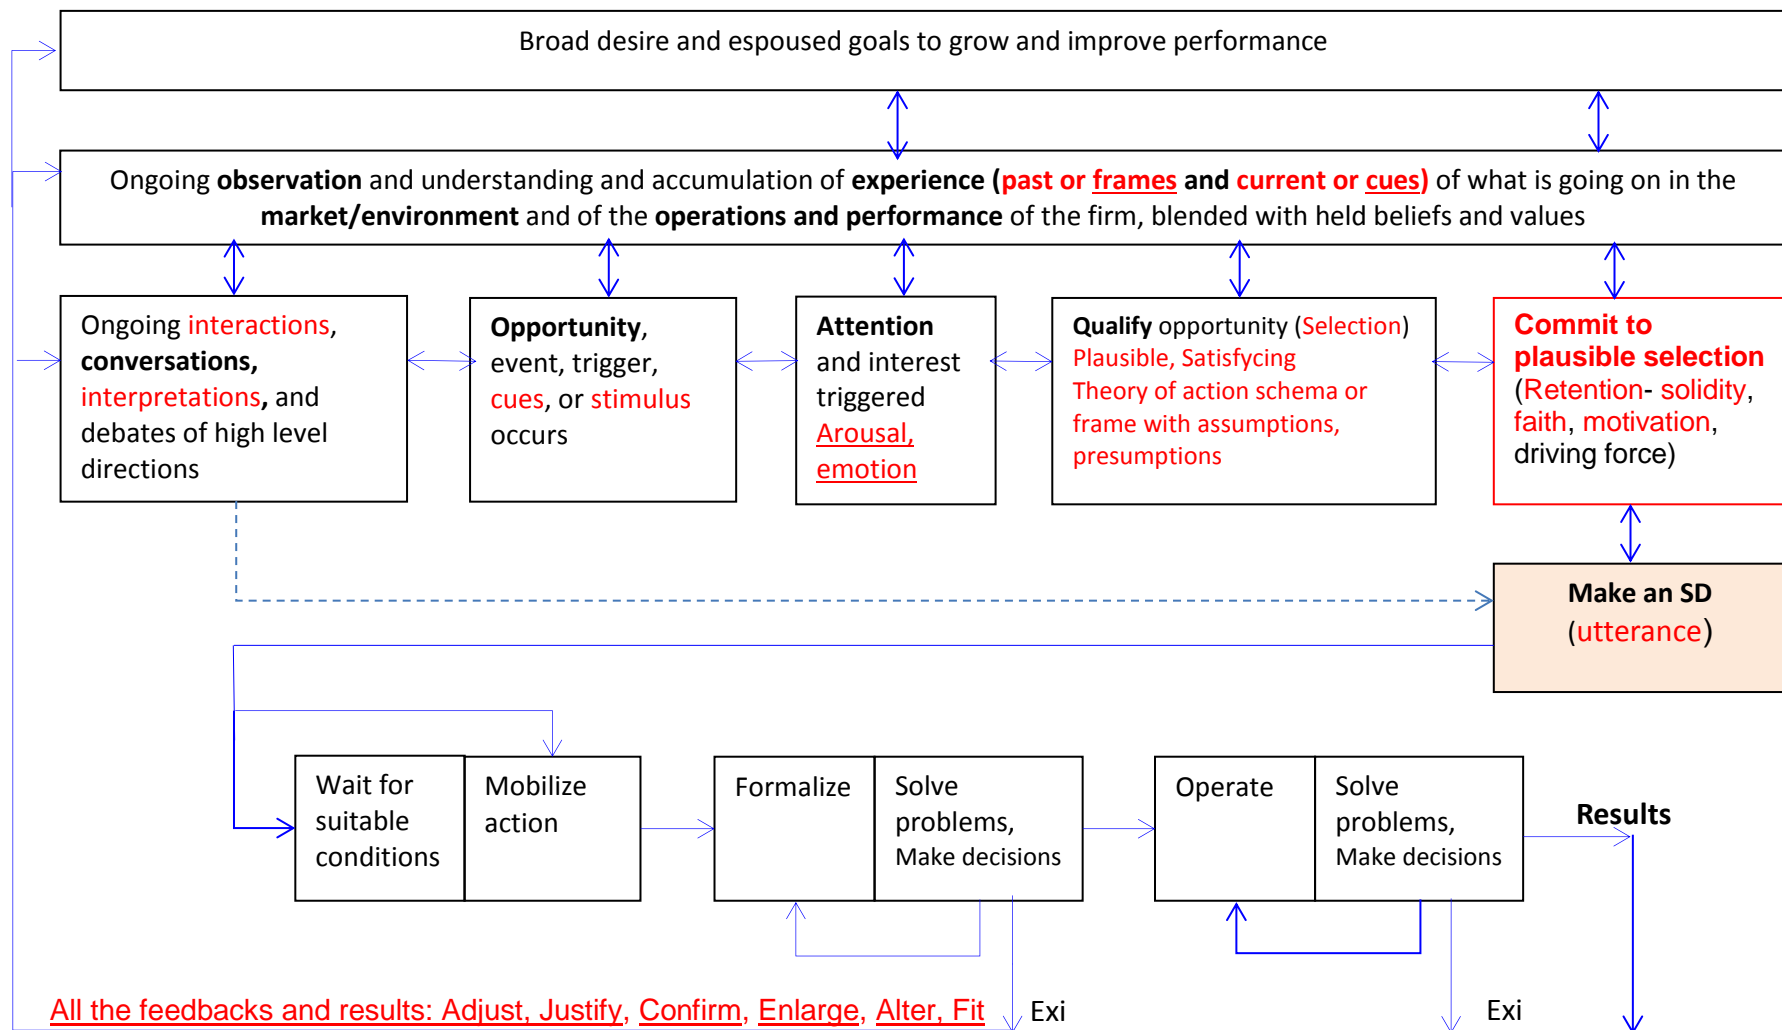 Broad desire and espoused goals to grow and improve performance
Ongoing observation and understanding and accumulation of experience (past or frames and current or cues) of what is going on in the
market/environment and of the operations and performance of the firm, blended with held beliefs and values
Ongoing interactions,
conversations,
interpretations, and
debates of high level
directions
Opportunity,
event, trigger,
cues, or stimulus
occurs
Attention
and interest
triggered
Arousal,
emotion
Qualify opportunity (Selection)
Plausible, Satisfycing
Theory of action schema or
frame with assumptions,
presumptions
Commit to
plausible selection
(Retention- solidity,
faith, motivation,
driving force)
Make an SD
(utterance)
Wait for
suitable
conditions
Mobilize
action
Formalize
Solve
problems,
Make decisions
Operate
Solve
problems,
Make decisions
Results
All the feedbacks and results: Adjust, Justify, Confirm, Enlarge, Alter, Fit
Exi
Exi